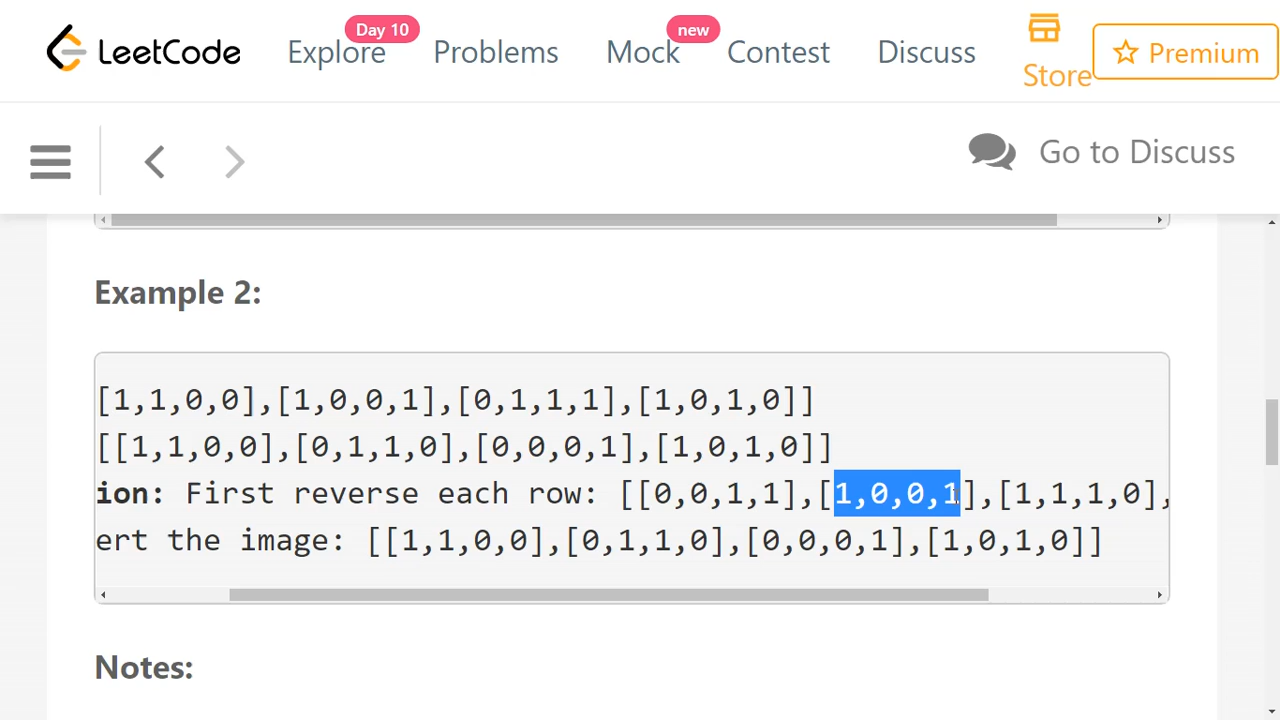 LeetCode
Explore
Day 10
Problems
Mock
new
Contest
Discuss
Store
Premium
Go to Discuss
Example 2:
[1,1,0,0],[1,0,0,1],[0,1,1,1],[1,0,1,0]]
[[1,1,0,0],[0,1,1,0],[0,0,0,1],[1,0,1,0]]
ion: First reverse each row: [[0,0,1,1],[1,0,0,1],[1,1,1,0],
ert the image: [[1,1,0,0],[0,1,1,0],[0,0,0,1],[1,0,1,0]]
Notes: